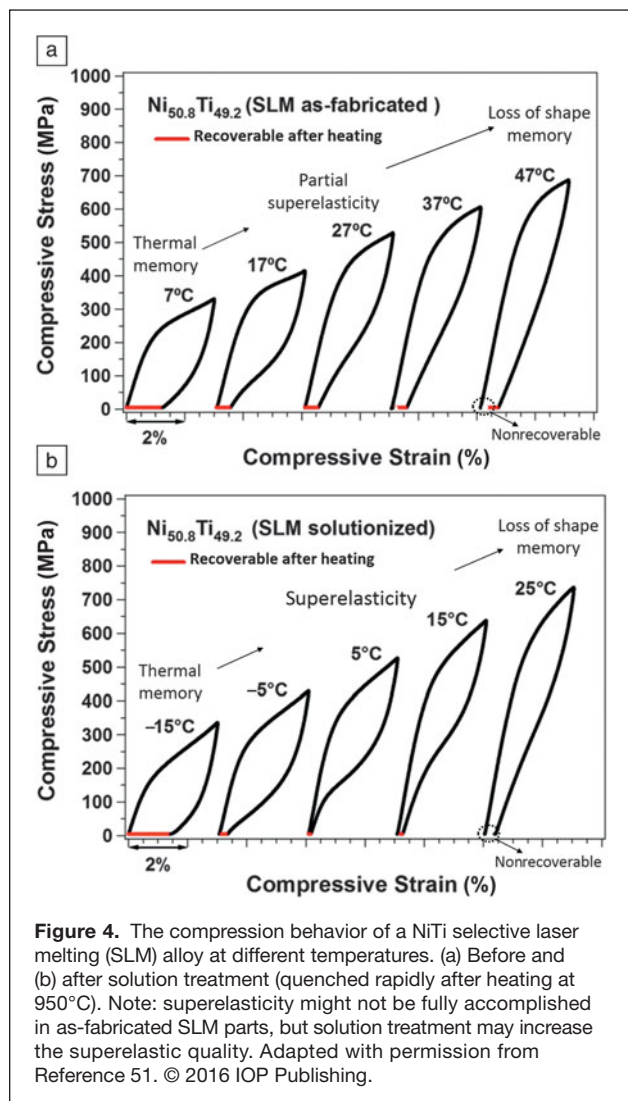 a
1000
900
800
700
600
500
400
300
200
100
0
Compressive Stress (MPa)
Ni50.8Ti49.2 (SLM as-fabricated )
Recoverable after heating
Loss of shape
memory
Partial
superelasticity
Thermal
memory
7ºC
17ºC
27ºC
37ºC
47ºC
2%
Nonrecoverable
Compressive Strain (%)
b
1000
900
800
700
600
500
400
300
200
100
0
Compressive Stress (MPa)
Ni50.8Ti49.2 (SLM solutionized)
Recoverable after heating
Loss of shape
memory
Superelasticity
Thermal
memory
–15°C
–5°C
5°C
15°C
25°C
2%
Nonrecoverable
Compressive Strain (%)
Figure 4. The compression behavior of a NiTi selective laser
melting (SLM) alloy at different temperatures. (a) Before and
(b) after solution treatment (quenched rapidly after heating at
950°C). Note: superelasticity might not be fully accomplished
in as-fabricated SLM parts, but solution treatment may increase
the superelastic quality. Adapted with permission from
Reference 51. © 2016 IOP Publishing.